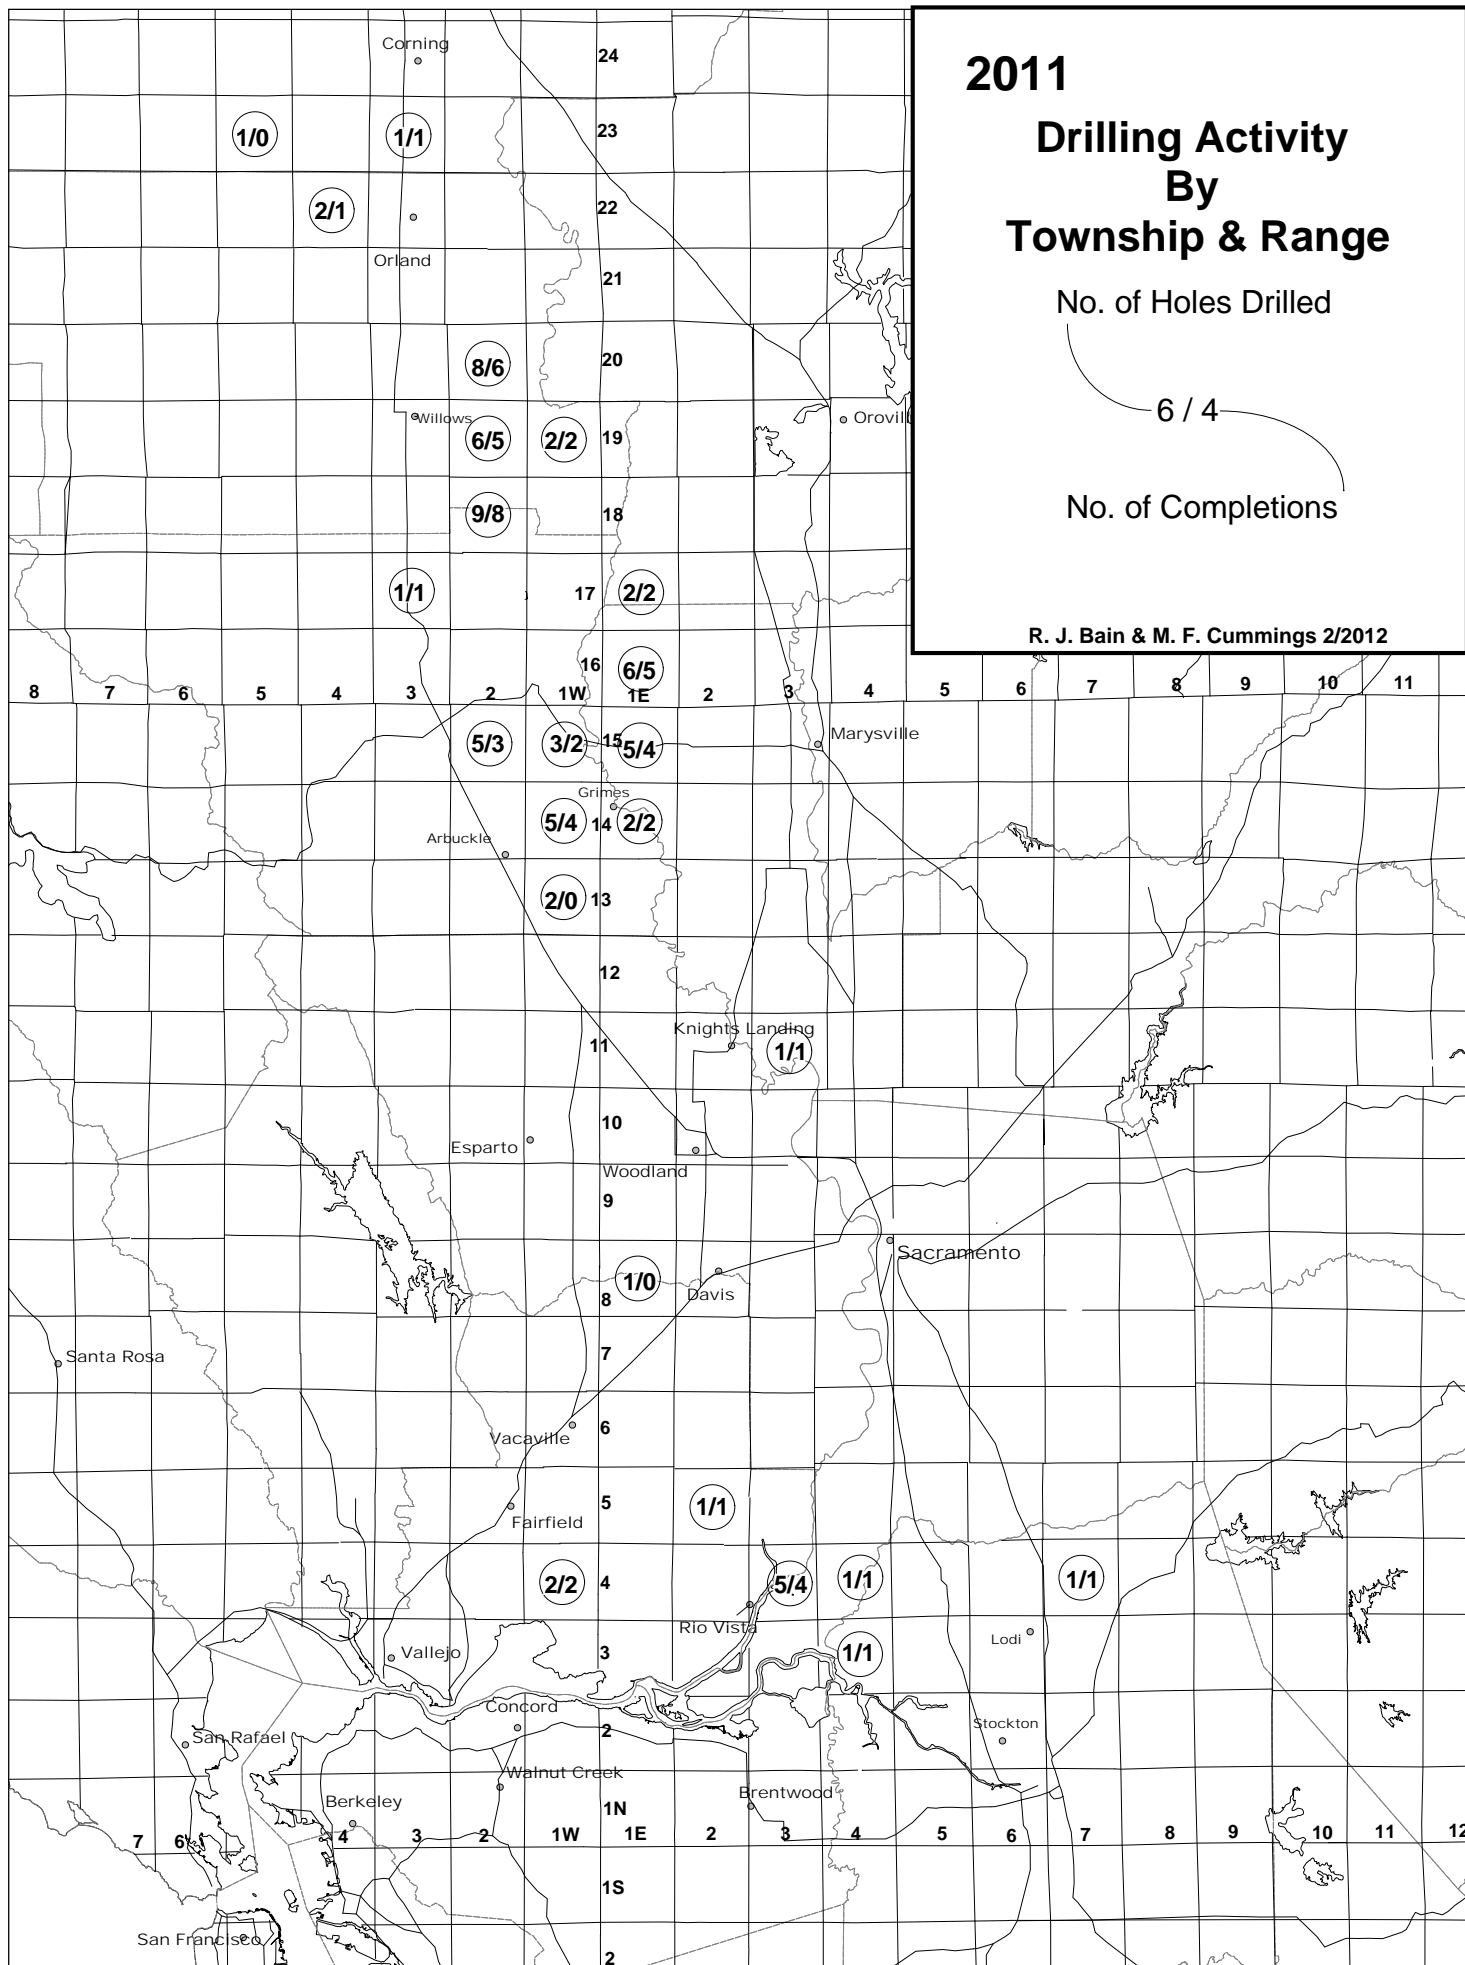 2011
Drilling Activity
By
Township & Range
No. of Holes Drilled
6 / 4
No. of Completions
R. J. Bain & M. F. Cummings 2/2012
Corning
24
1/0
1/1
23
2/1
22
Orland
21
8/6
20
Willows
Orovil
6/5
2/2
19
9/8
18
1/1
17
2/2
16
6/5
8 7 6 5 4 3 2 1W 1E 2 3 4 5 6 7 8 9 10 11
5/3
3/2
15
5/4
Marysville
Grimes
5/4
14
2/2
Arbuckle
2/0
13
12
Knights Landing
11
1/1
10
Esparto
Woodland
9
Sacramento
1/0
8
Davis
Santa Rosa
7
6
Vacaville
5
1/1
Fairfield
2/2
4
5/4
1/1
1/1
Rio Vista
Lodi
Vallejo
3
1/1
Concord
Stockton
San Rafael
2
Walnut Creek
Brentwood
Berkeley
1N
7 6 4 3 2 1W 1E 2 3 4 5 6 7 8 9 10 11 12
1S
San Francisco
2